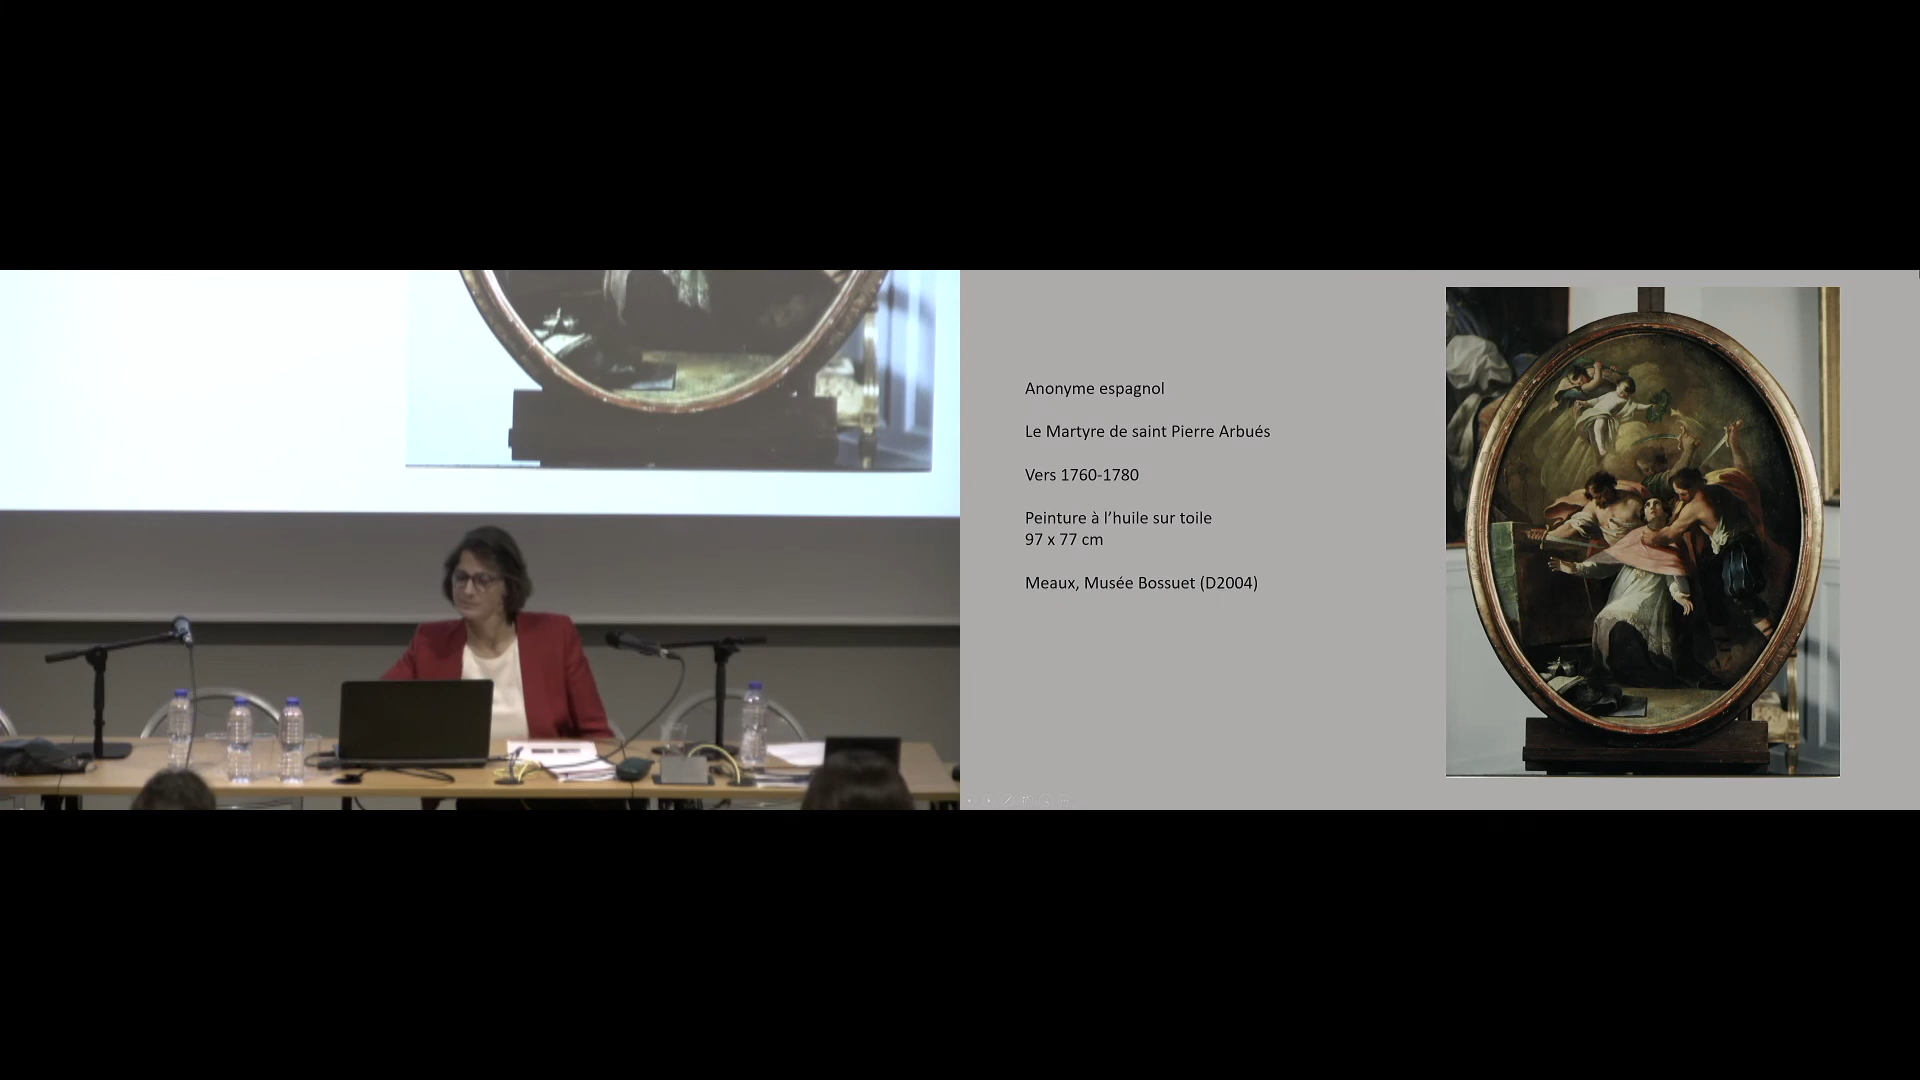 Anonyme espagnol
Le Martyre de saint Pierre Arbués
Vers 1760-1780
Peinture à l’huile sur toile
97 x 77 cm
Meaux, Musée Bossuet (D2004)